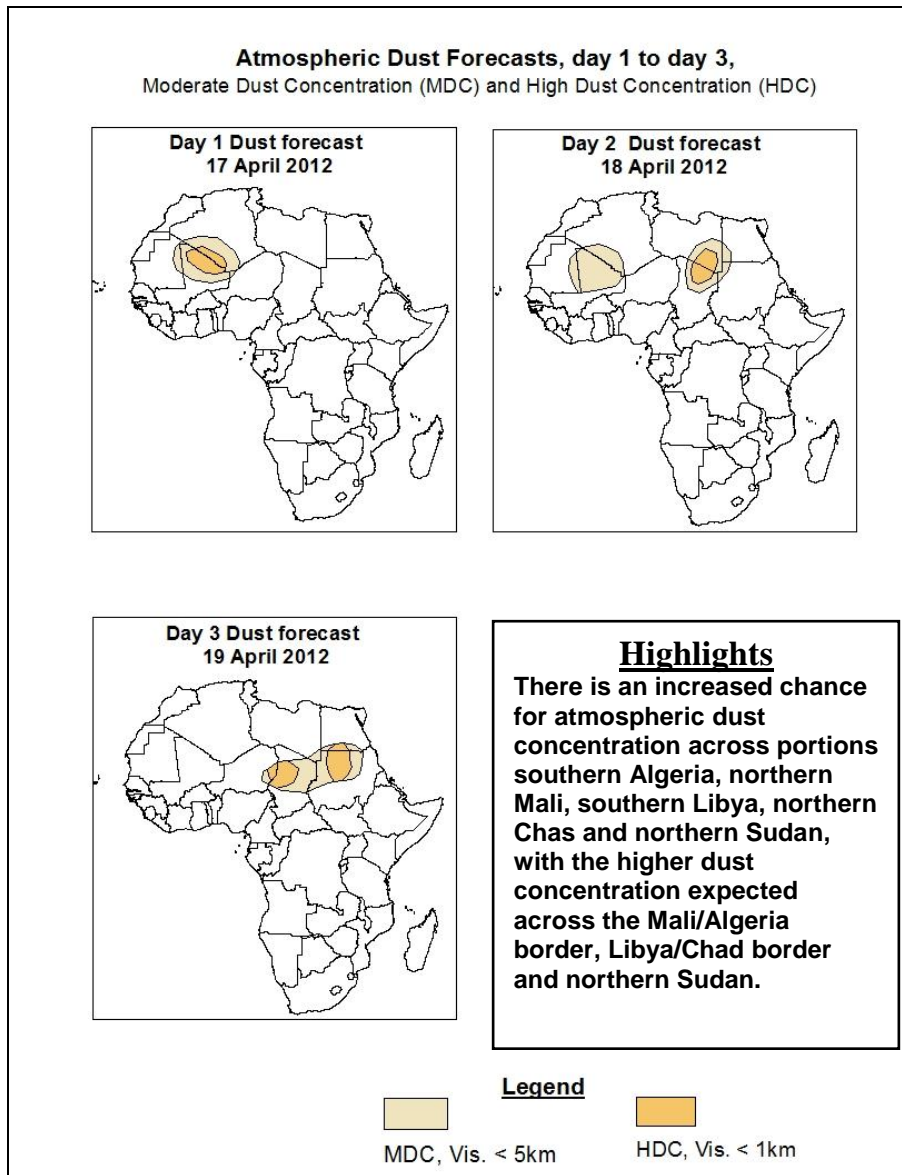 Atmospheric Dust Forecasts, day 1 to day 3,
Moderate Dust Concentration (MDC) and High Dust Concentration (HDC)
Day 1 Dust forecast
17 April 2012
Day 2 Dust forecast
18 April 2012
Day 3 Dust forecast
19 April 2012
Highlights
There is an increased chance
for atmospheric dust
concentration across portions
southern Algeria, northern
Mali, southern Libya, northern
Chas and northern Sudan,
with the higher dust
concentration expected
across the Mali/Algeria
border, Libya/Chad border
and northern Sudan.
Legend
MDC, Vis. < 5km
HDC, Vis. < 1km